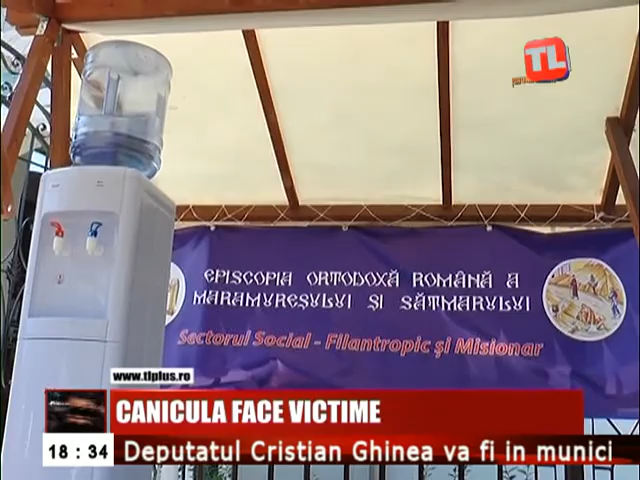 TL
EPISCOPIA ORTODOXĂ ROMÂNĂ A
MARAMUREȘULUI ȘI SĂTMARULUI
Sectorul Social - Filantropic și Misionar
www.tlplus.ro
CANICULA FACE VICTIME
18 : 34 Deputatul Cristian Ghinea va fi in munici